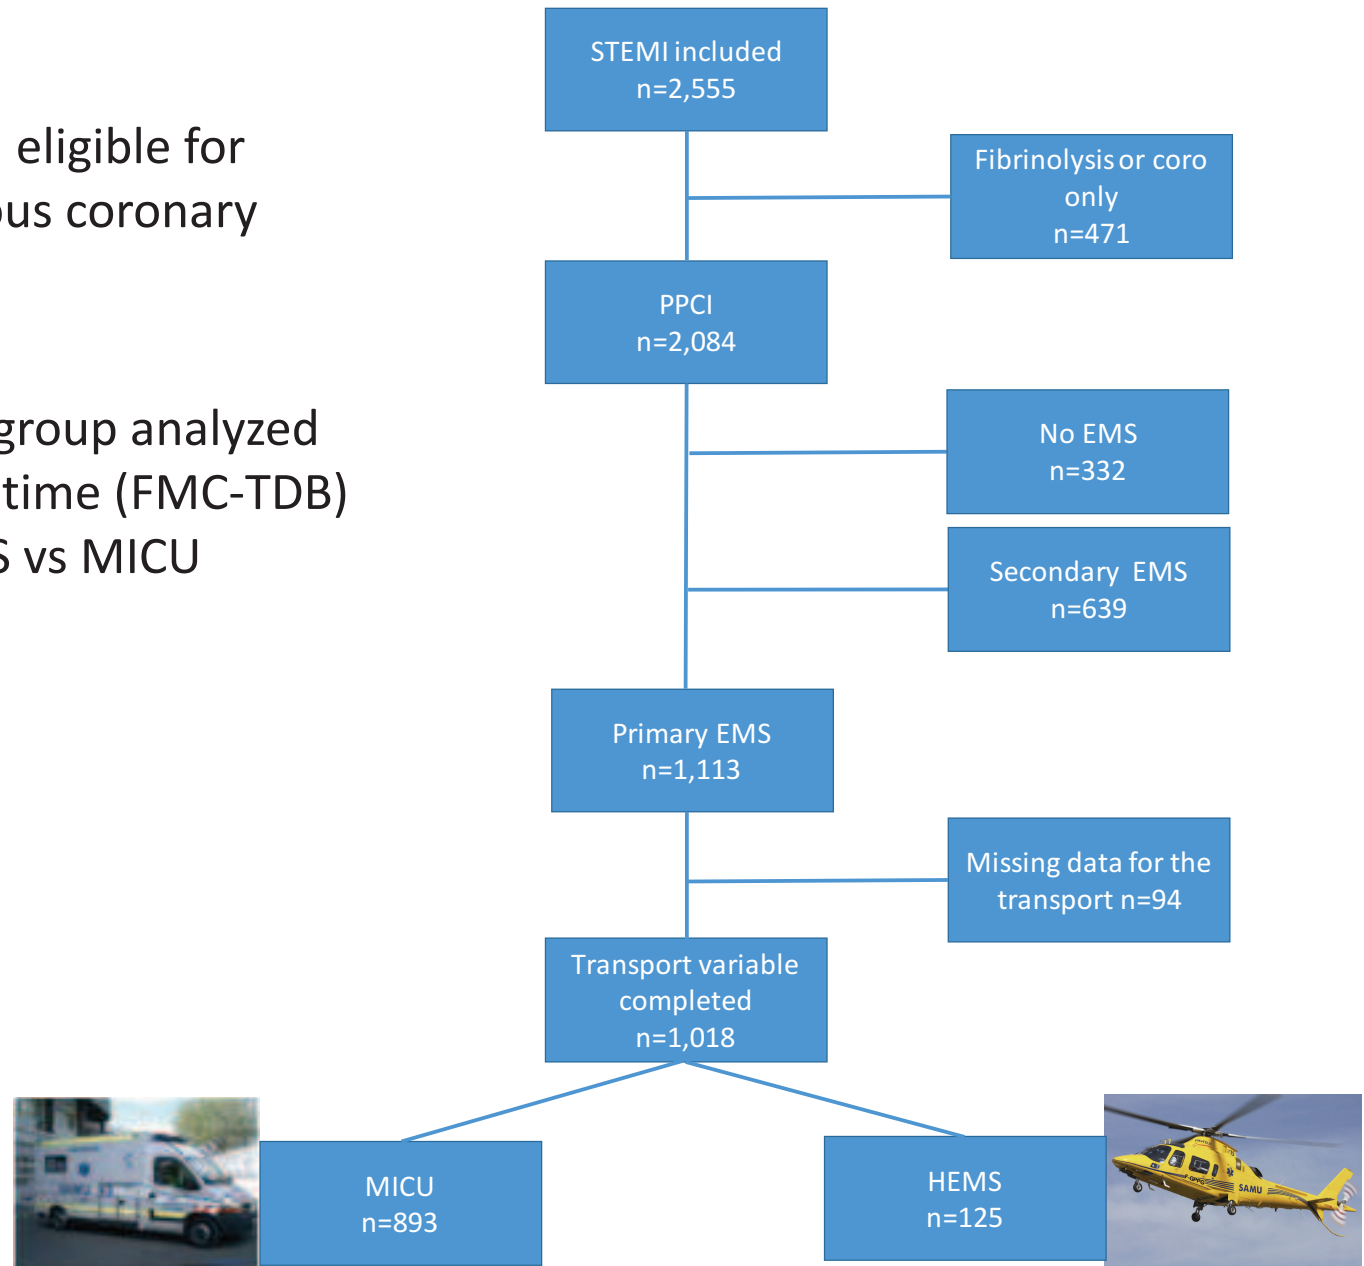 STEMI included
n=2,555
eligible for
ous coronary
Fibrinolysis or coro
only
n=471
PPCI
n=2,084
group analyzed
time (FMC-TDB)
S vs MICU
No EMS
n=332
Secondary EMS
n=639
Primary EMS
n=1,113
Missing data for the
transport n=94
Transport variable
completed
n=1,018
MICU
n=893
HEMS
n=125
SAMU